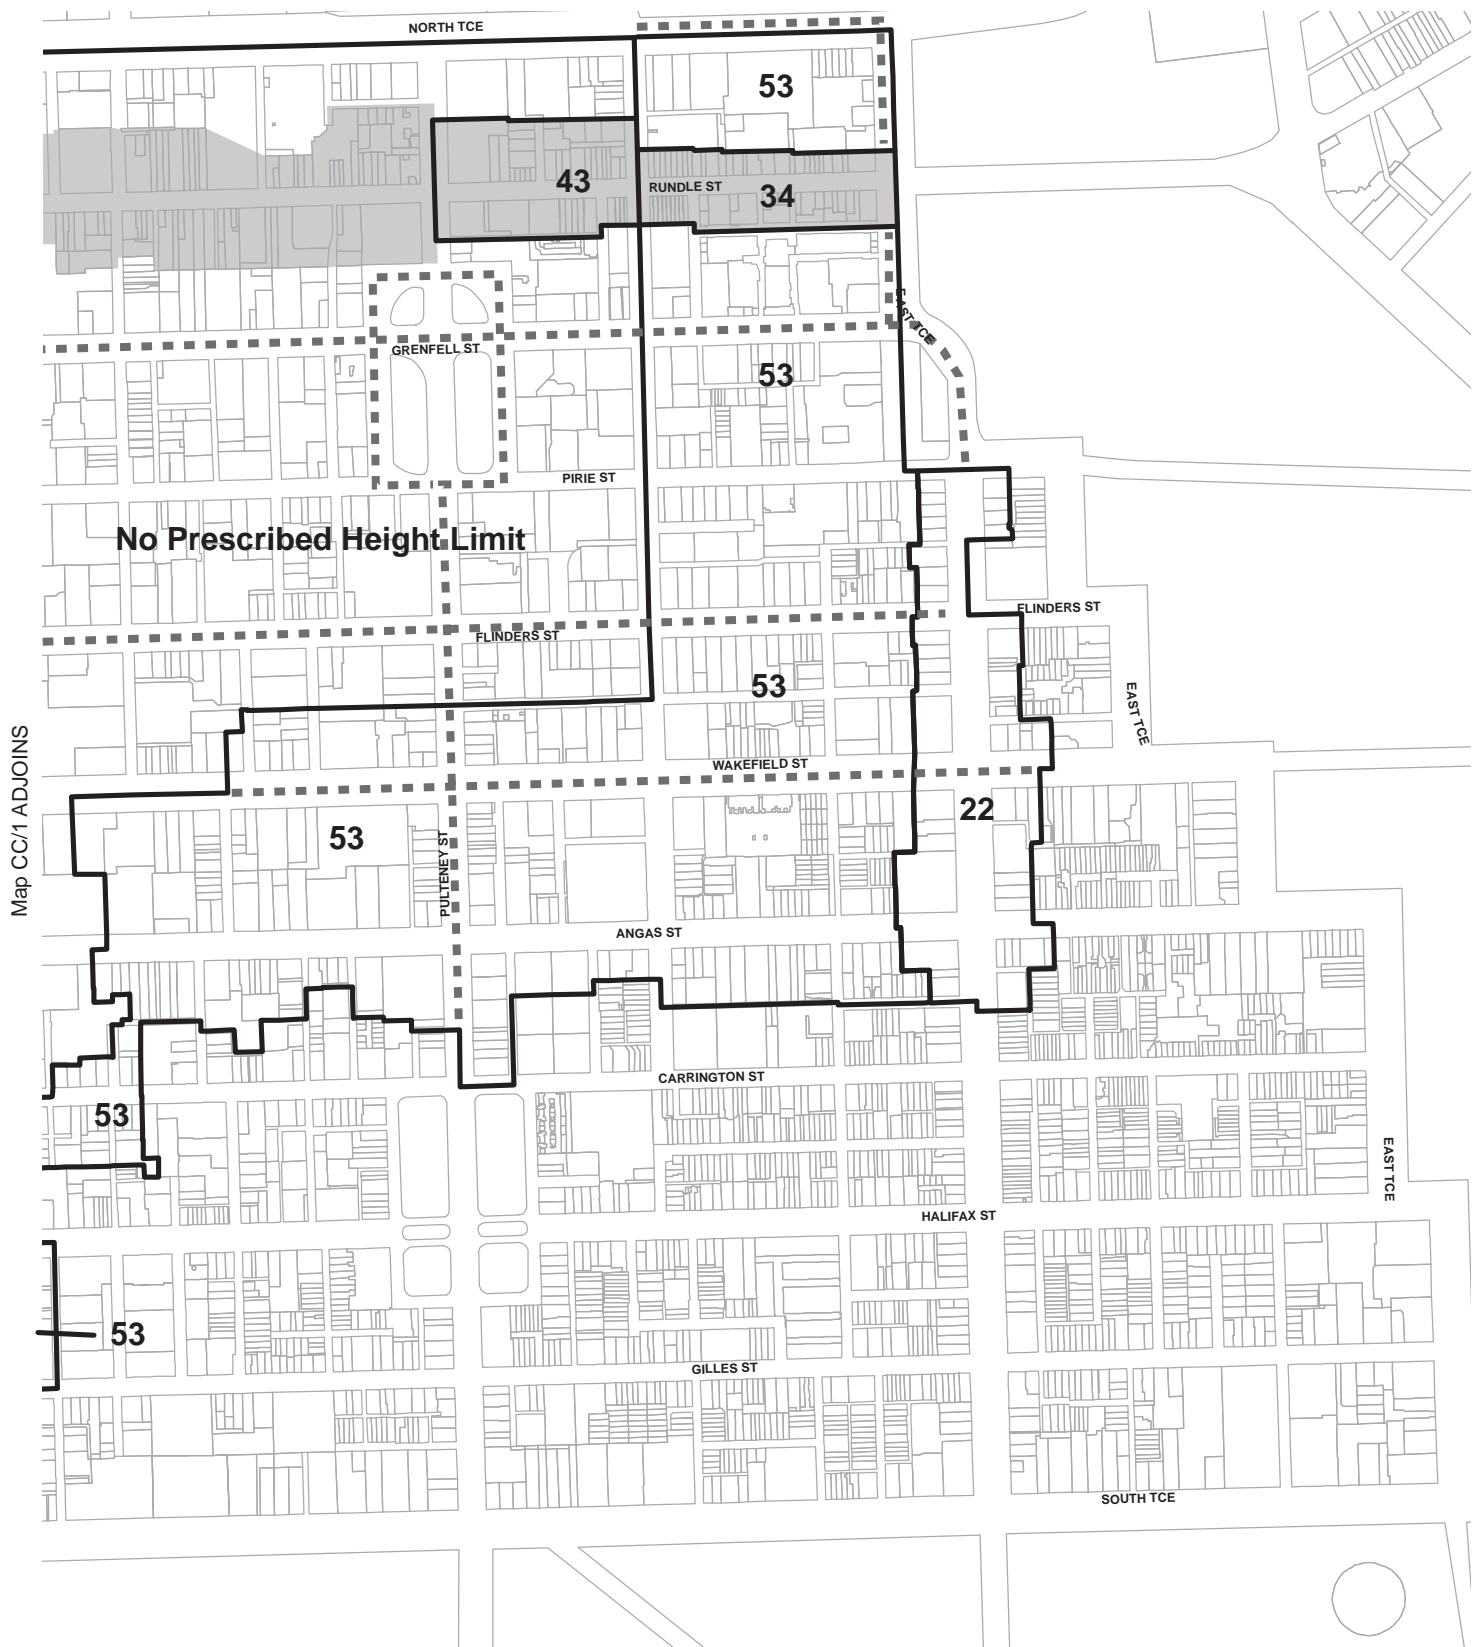 NORTH TCE
53
43
RUNDLE ST
34
EAST TCE
GRENFELL ST
53
PIRIE ST
No Prescribed Height Limit
FLINDERS ST
FLINDERS ST
53
EAST TCE
Map CC/1 ADJOINS
WAKEFIELD ST
22
53
PULTENEY ST
ANGAS ST
CARRINGTON ST
53
EAST TCE
HALIFAX ST
53
GILLES ST
SOUTH TCE